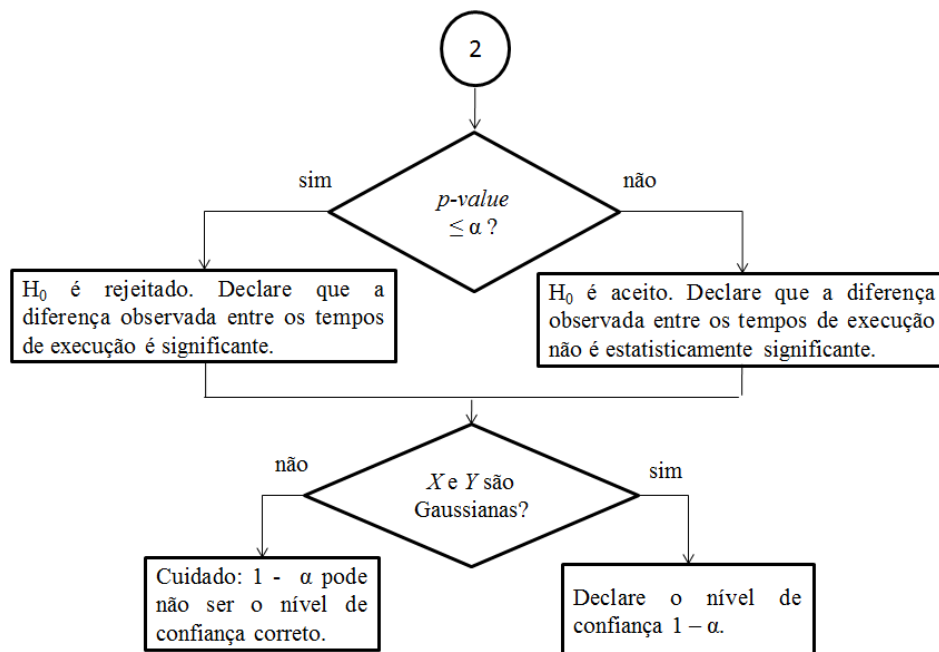 2
sim
não
p-value
≤ α ?
H₀ é rejeitado. Declare que a
diferença observada entre os tempos
de execução é significante.
H₀ é aceito. Declare que a diferença
observada entre os tempos de execução
não é estatisticamente significante.
não
sim
X e Y são
Gaussianas?
Cuidado: 1 - α pode
não ser o nível de
confiança correto.
Declare o nível de
confiança 1 – α.